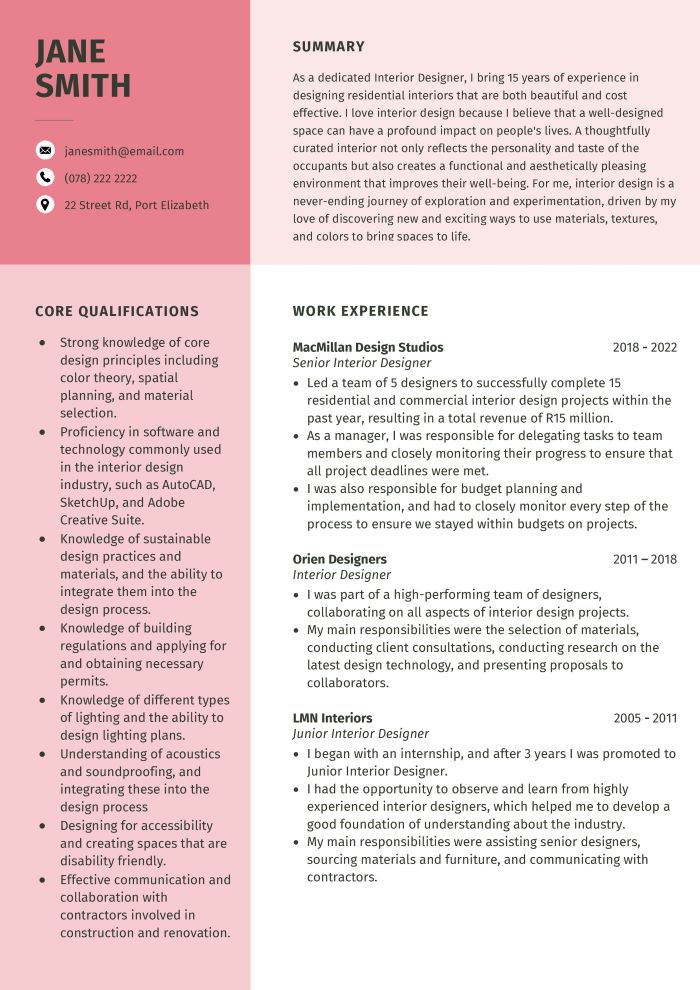 JANE
SMITH
janesmith@email.com
(078) 222 2222
22 Street Rd, Port Elizabeth
SUMMARY
As a dedicated Interior Designer, I bring 15 years of experience in
designing residential interiors that are both beautiful and cost
effective. I love interior design because I believe that a well-designed
space can have a profound impact on people's lives. A thoughtfully
curated interior not only reflects the personality and taste of the
occupants but also creates a functional and aesthetically pleasing
environment that improves their well-being. For me, interior design is a
never-ending journey of exploration and experimentation, driven by my
love of discovering new and exciting ways to use materials, textures,
and colors to bring spaces to life.
CORE QUALIFICATIONS
● Strong knowledge of core
design principles including
color theory, spatial
planning, and material
selection.
● Proficiency in software and
technology commonly used
in the interior design
industry, such as AutoCAD,
SketchUp, and Adobe
Creative Suite.
● Knowledge of sustainable
design practices and
materials, and the ability to
integrate them into the
design process.
● Knowledge of building
regulations and applying for
and obtaining necessary
permits.
● Knowledge of different types
of lighting and the ability to
design lighting plans.
● Understanding of acoustics
and soundproofing, and
integrating these into the
design process
● Designing for accessibility
and creating spaces that are
disability friendly.
● Effective communication and
collaboration with
contractors involved in
construction and renovation.
WORK EXPERIENCE
MacMillan Design Studios 2018 - 2022
Senior Interior Designer
• Led a team of 5 designers to successfully complete 15
residential and commercial interior design projects within the
past year, resulting in a total revenue of R15 million.
• As a manager, I was responsible for delegating tasks to team
members and closely monitoring their progress to ensure that
all project deadlines were met.
• I was also responsible for budget planning and
implementation, and had to closely monitor every step of the
process to ensure we stayed within budgets on projects.
Orien Designers 2011 – 2018
Interior Designer
• I was part of a high-performing team of designers,
collaborating on all aspects of interior design projects.
• My main responsibilities were the selection of materials,
conducting client consultations, conducting research on the
latest design technology, and presenting proposals to
collaborators.
LMN Interiors 2005 - 2011
Junior Interior Designer
• I began with an internship, and after 3 years I was promoted to
Junior Interior Designer.
• I had the opportunity to observe and learn from highly
experienced interior designers, which helped me to develop a
good foundation of understanding about the industry.
• My main responsibilities were assisting senior designers,
sourcing materials and furniture, and communicating with
contractors.